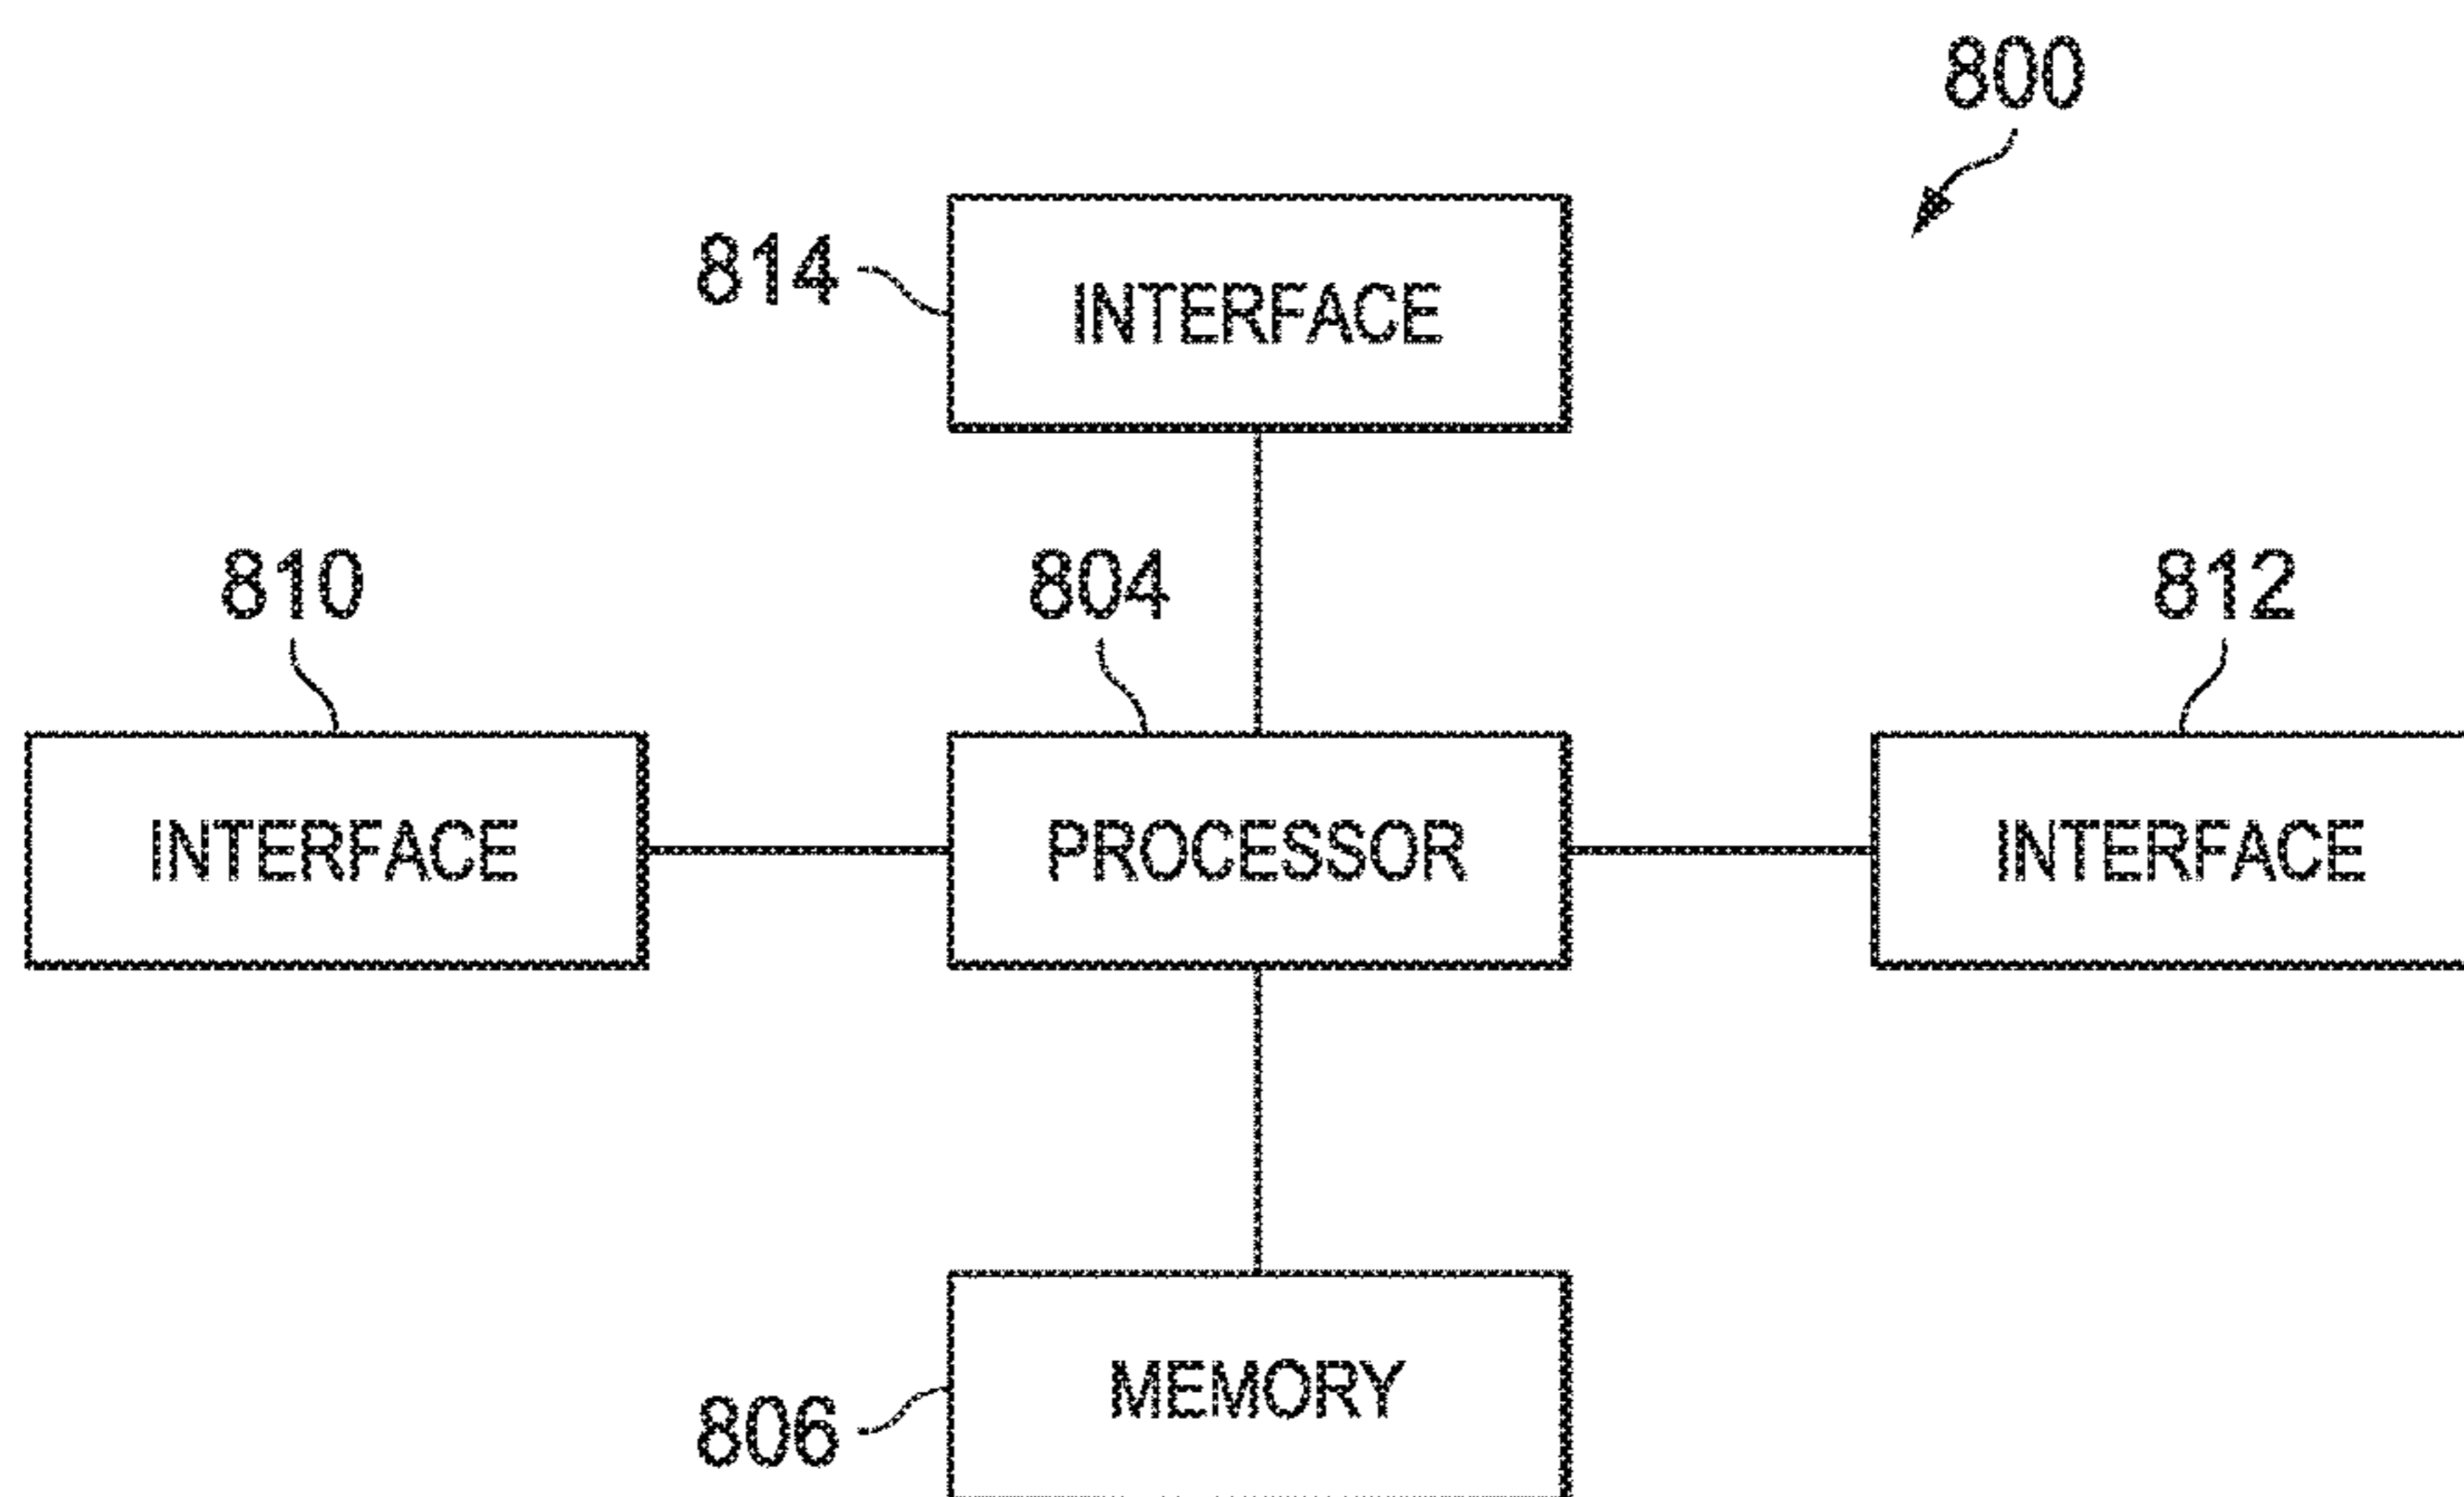 800
814
INTERFACE
810
804
812
INTERFACE
PROCESSOR
INTERFACE
MEMORY
806